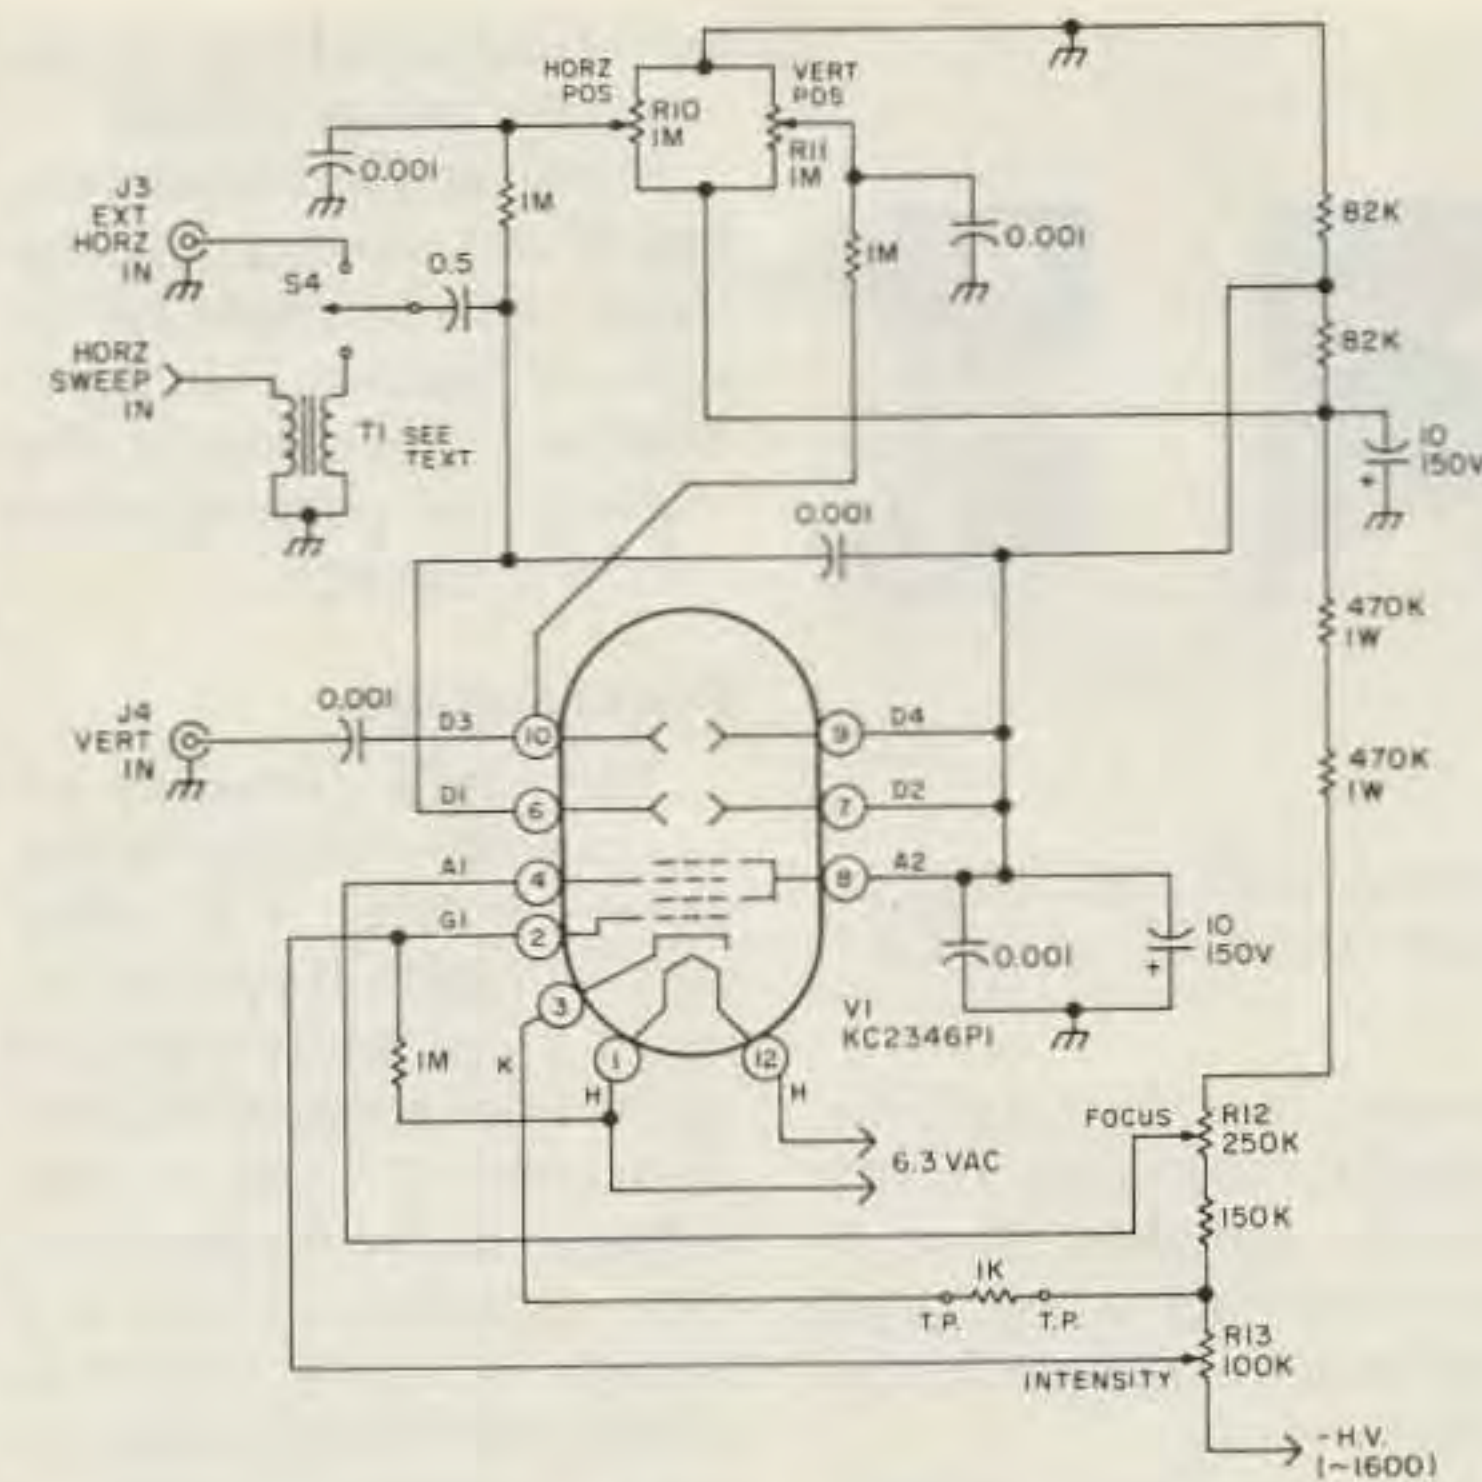 HORZ
POS
R10
1M
VERT
POS
R11
1M
0.001
J3
EXT
HORZ
IN
1M
82K
0.001
1M
S4
0.5
82K
HORZ
SWEEP
IN
T1 SEE
TEXT
10
150V
+
0.001
470K
1W
0.001
J4
VERT
IN
D3
10
9
D4
470K
1W
D1
6
7
D2
A1
4
8
A2
G1
2
0.001
10
150V
+
3
V1
KC2346P1
1M
K
1
12
H
H
6.3 VAC
FOCUS
R12
250K
150K
1K
T.P.
T.P.
R13
100K
INTENSITY
-H.V.
(~1600)